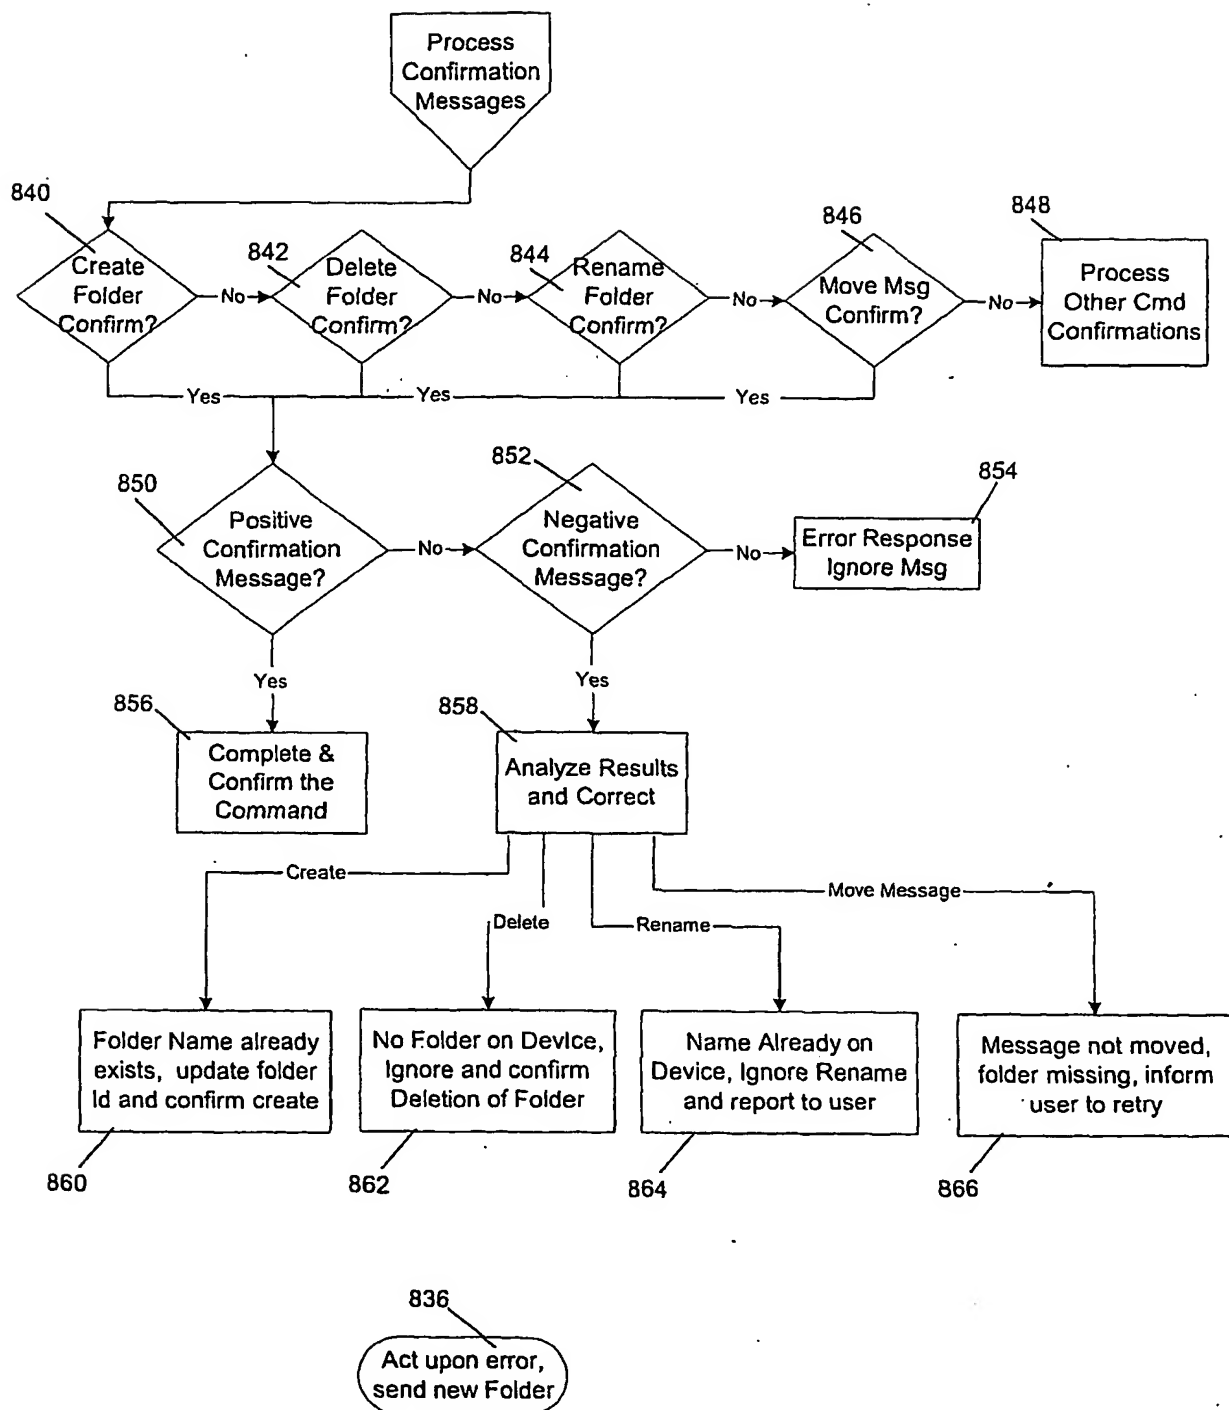 Process
Confirmation
Messages
840
Create
Folder
Confirm?
No
842
Delete
Folder
Confirm?
No
844
Rename
Folder
Confirm?
No
846
Move Msg
Confirm?
No
848
Process
Other Cmd
Confirmations
Yes
Yes
Yes
850
Positive
Confirmation
Message?
No
852
Negative
Confirmation
Message?
No
854
Error Response
Ignore Msg
Yes
Yes
856
Complete &
Confirm the
Command
858
Analyze Results
and Correct
Create
Delete
Rename
Move Message
Folder Name already
exists, update folder
Id and confirm create
860
No Folder on Device,
Ignore and confirm
Deletion of Folder
862
Name Already on
Device, Ignore Rename
and report to user
864
Message not moved,
folder missing, inform
user to retry
866
836
Act upon error,
send new Folder